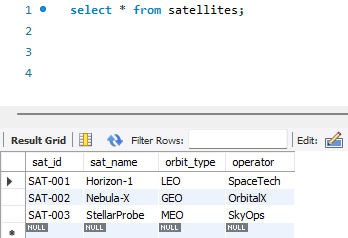 1 select * from satellites;
2
3
4
Result Grid Filter Rows: Edit:
sat_id sat_name orbit_type operator
SAT-001 Horizon-1 LEO SpaceTech
SAT-002 Nebula-X GEO OrbitalX
SAT-003 StellarProbe MEO SkyOps
NULL NULL NULL NULL